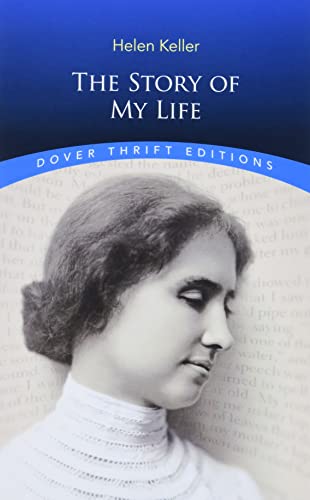 Helen Keller
THE STORY OF
MY LIFE
DOVER THRIFT EDITIONS